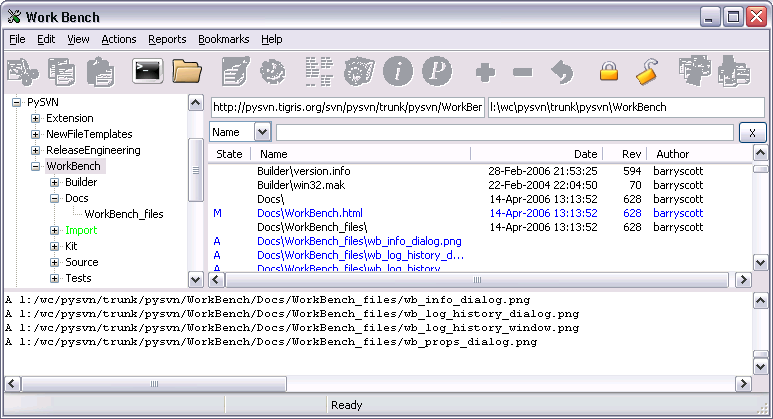 Work Bench
File Edit View Actions Reports Bookmarks Help
PySVN
Extension
NewFileTemplates
ReleaseEngineering
WorkBench
Builder
Docs
WorkBench_files
Import
Kit
Source
Tests
http://pysvn.tigris.org/svn/pysvn/trunk/pysvn/WorkBer
l:\wc\pysvn\trunk\pysvn\WorkBench
Name
X
State Name Date Rev Author
Builder\version.info 28-Feb-2006 21:53:25 594 barryscott
Builder\win32.mak 22-Feb-2004 22:04:50 70 barryscott
Docs\ 14-Apr-2006 13:13:52 628 barryscott
M Docs\WorkBench.html 14-Apr-2006 13:13:52 628 barryscott
Docs\WorkBench_files\ 14-Apr-2006 13:13:52 628 barryscott
A Docs\WorkBench_files\wb_info_dialog.png
A Docs\WorkBench_files\wb_log_history_d...
A Docs\WorkBench_files\wb_log_history
A l:/wc/pysvn/trunk/pysvn/WorkBench/Docs/WorkBench_files/wb_info_dialog.png
A l:/wc/pysvn/trunk/pysvn/WorkBench/Docs/WorkBench_files/wb_log_history_dialog.png
A l:/wc/pysvn/trunk/pysvn/WorkBench/Docs/WorkBench_files/wb_log_history_window.png
A l:/wc/pysvn/trunk/pysvn/WorkBench/Docs/WorkBench_files/wb_props_dialog.png
Ready